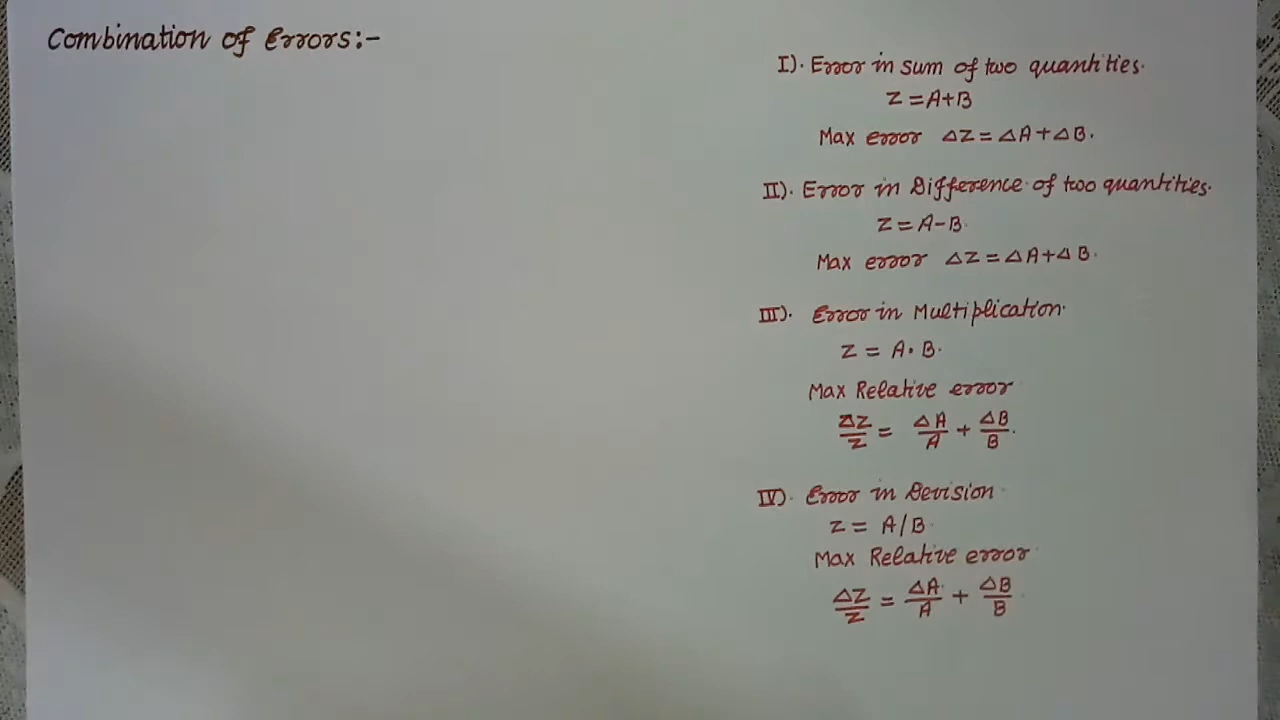 Combination of Errors:-
I). Error in sum of two quantities.
Z = A+B
Max error ΔZ = ΔA + ΔB.
II). Error in Difference of two quantities.
Z = A-B.
Max error ΔZ = ΔA+Δ B.
III). Error in Multiplication.
Z = A·B.
Max Relative error
ΔZ/Z = ΔA/A + ΔB/B.
IV). Error in Devision
Z = A/B.
Max Relative error
ΔZ/Z = ΔA/A + ΔB/B